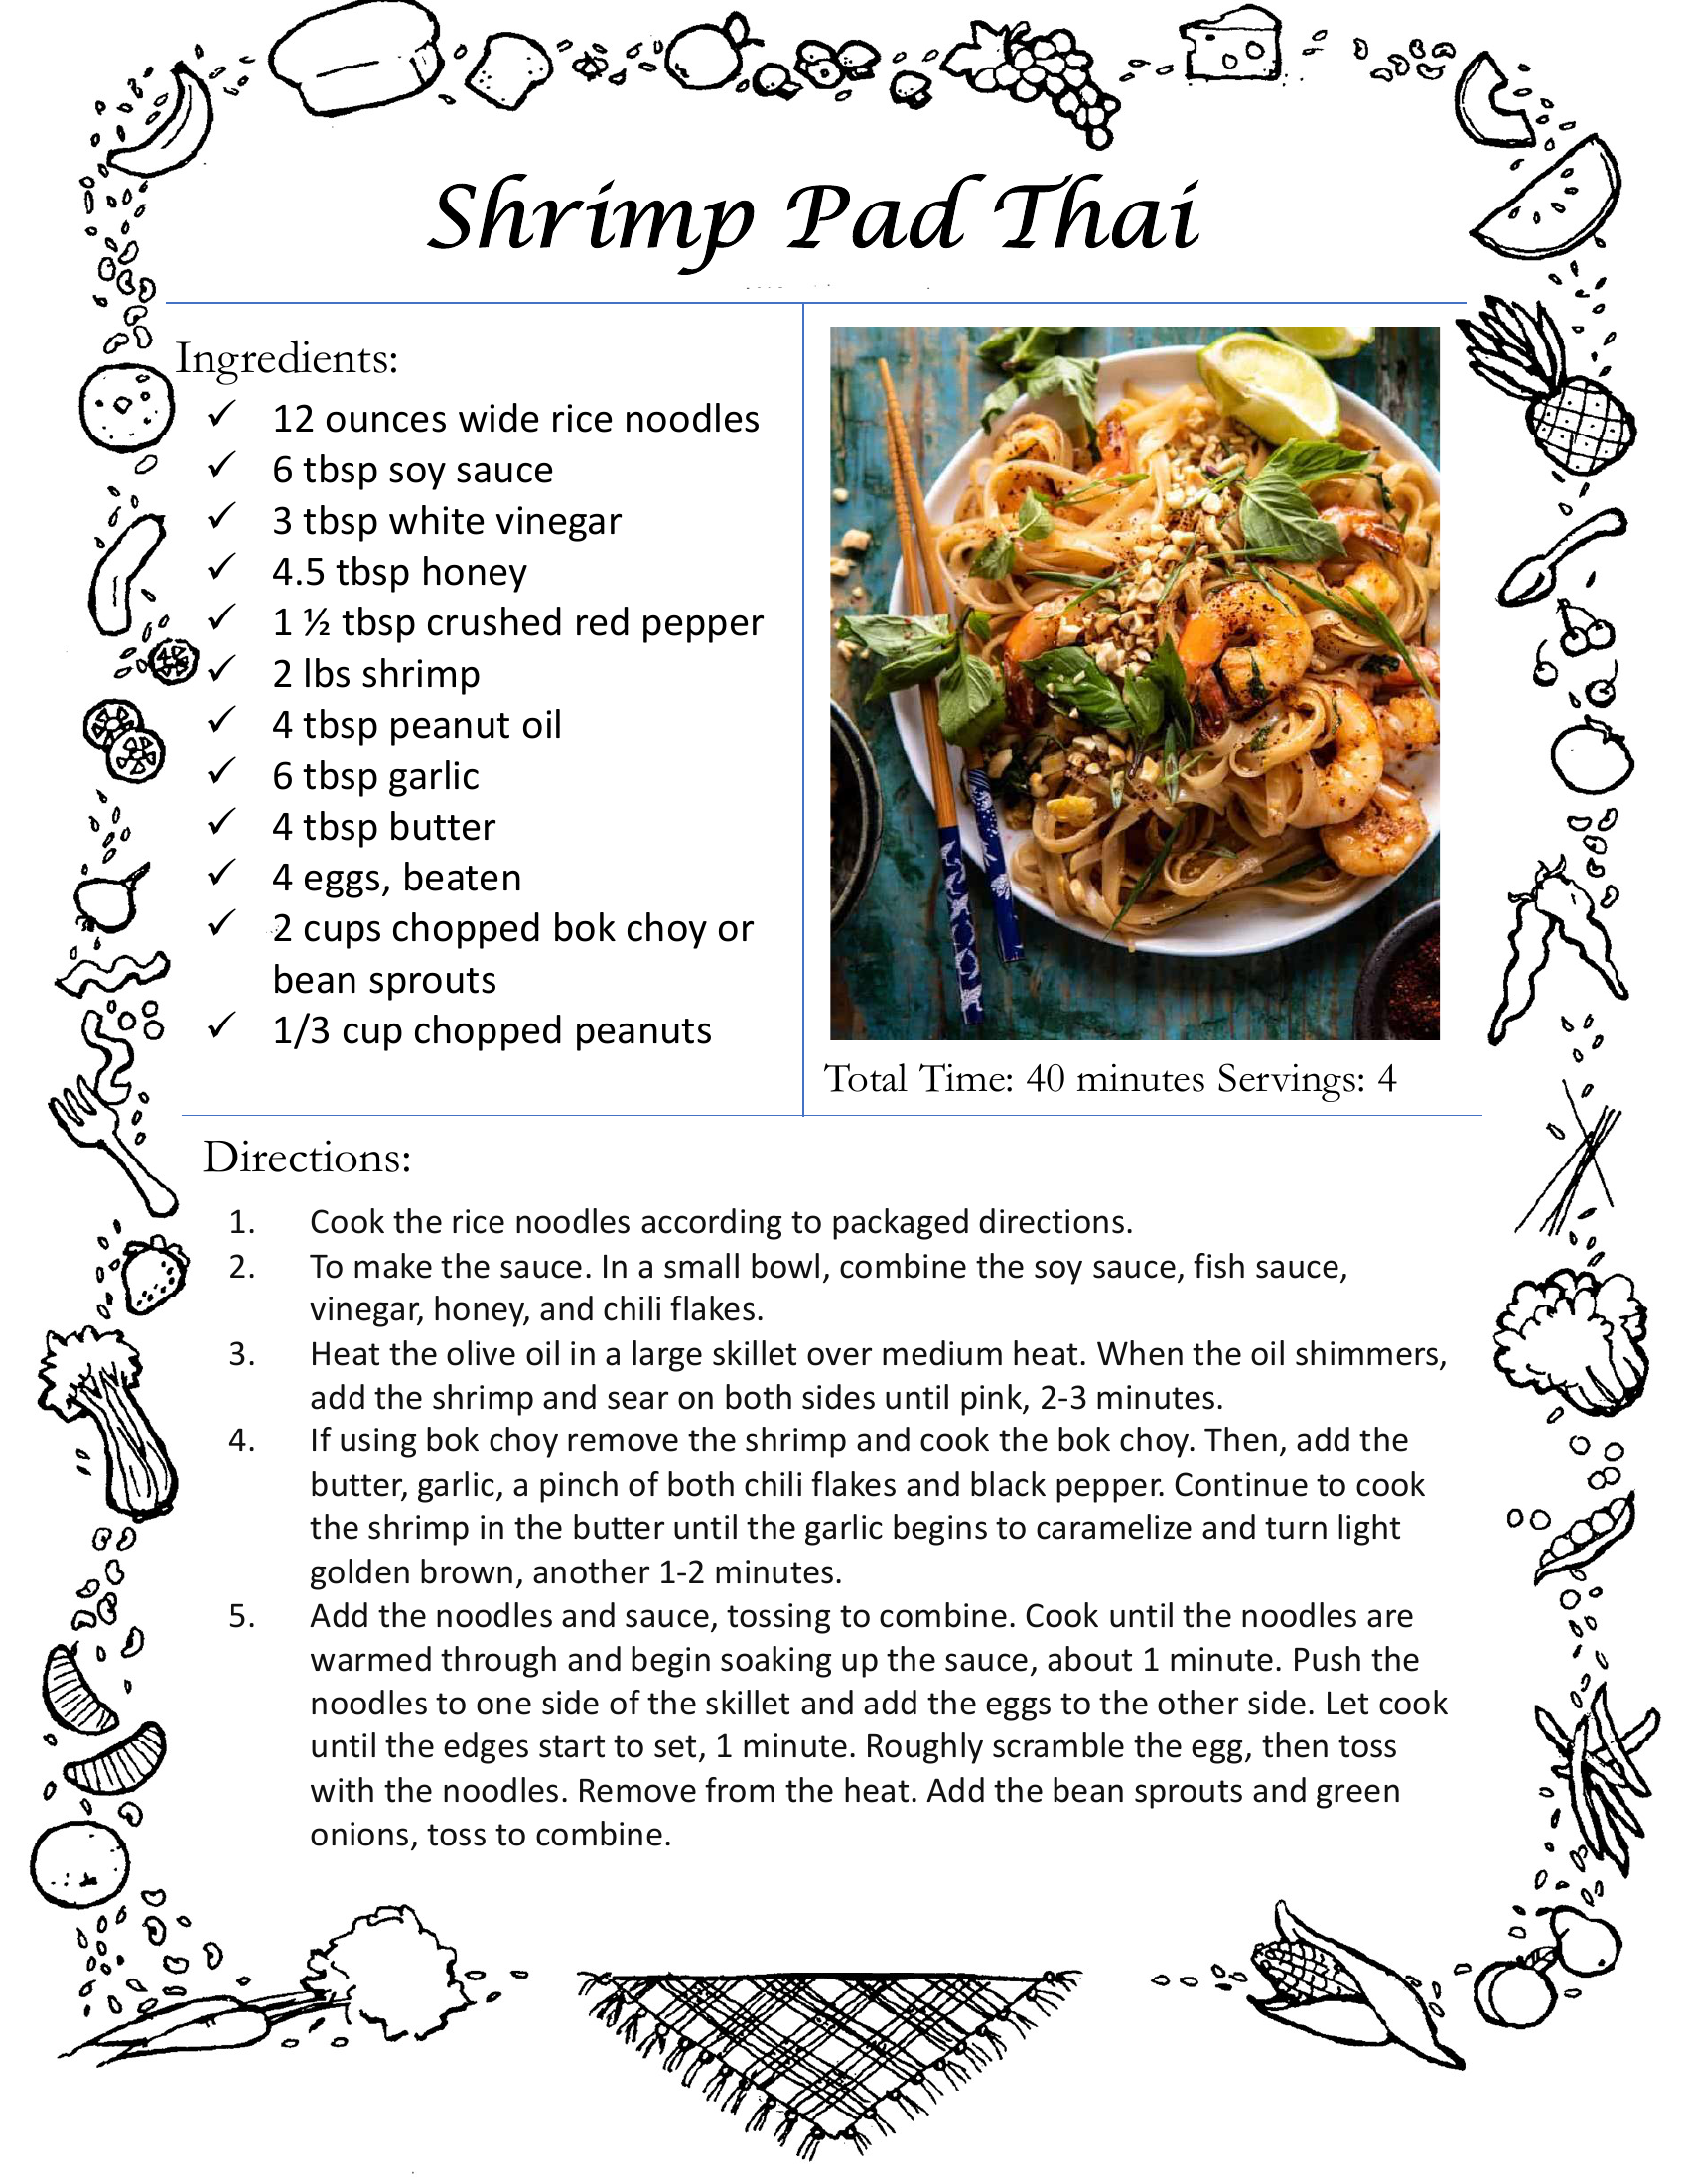 Shrimp Pad Thai
Ingredients:
✓ 12 ounces wide rice noodles
✓ 6 tbsp soy sauce
✓ 3 tbsp white vinegar
✓ 4.5 tbsp honey
✓ 1 ½ tbsp crushed red pepper
✓ 2 lbs shrimp
✓ 4 tbsp peanut oil
✓ 6 tbsp garlic
✓ 4 tbsp butter
✓ 4 eggs, beaten
✓ 2 cups chopped bok choy or
bean sprouts
✓ 1/3 cup chopped peanuts
Total Time: 40 minutes Servings: 4
Directions:
1. Cook the rice noodles according to packaged directions.
2. To make the sauce. In a small bowl, combine the soy sauce, fish sauce,
vinegar, honey, and chili flakes.
3. Heat the olive oil in a large skillet over medium heat. When the oil shimmers,
add the shrimp and sear on both sides until pink, 2-3 minutes.
4. If using bok choy remove the shrimp and cook the bok choy. Then, add the
butter, garlic, a pinch of both chili flakes and black pepper. Continue to cook
the shrimp in the butter until the garlic begins to caramelize and turn light
golden brown, another 1-2 minutes.
5. Add the noodles and sauce, tossing to combine. Cook until the noodles are
warmed through and begin soaking up the sauce, about 1 minute. Push the
noodles to one side of the skillet and add the eggs to the other side. Let cook
until the edges start to set, 1 minute. Roughly scramble the egg, then toss
with the noodles. Remove from the heat. Add the bean sprouts and green
onions, toss to combine.